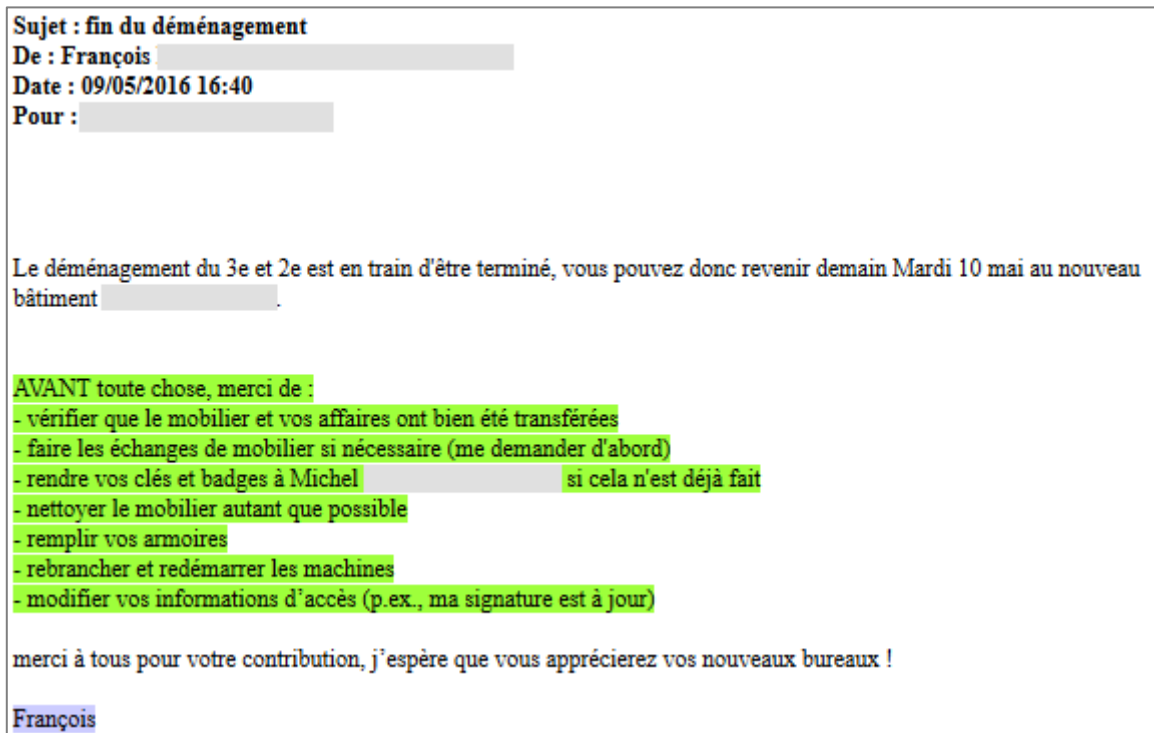 Sujet : fin du déménagement
De : François
Date : 09/05/2016 16:40
Pour :
Le déménagement du 3e et 2e est en train d'être terminé, vous pouvez donc revenir demain Mardi 10 mai au nouveau
bâtiment .
AVANT toute chose, merci de :
- vérifier que le mobilier et vos affaires ont bien été transférées
- faire les échanges de mobilier si nécessaire (me demander d'abord)
- rendre vos clés et badges à Michel si cela n'est déjà fait
- nettoyer le mobilier autant que possible
- remplir vos armoires
- rebrancher et redémarrer les machines
- modifier vos informations d’accès (p.ex., ma signature est à jour)
merci à tous pour votre contribution, j’espère que vous apprécierez vos nouveaux bureaux !
François